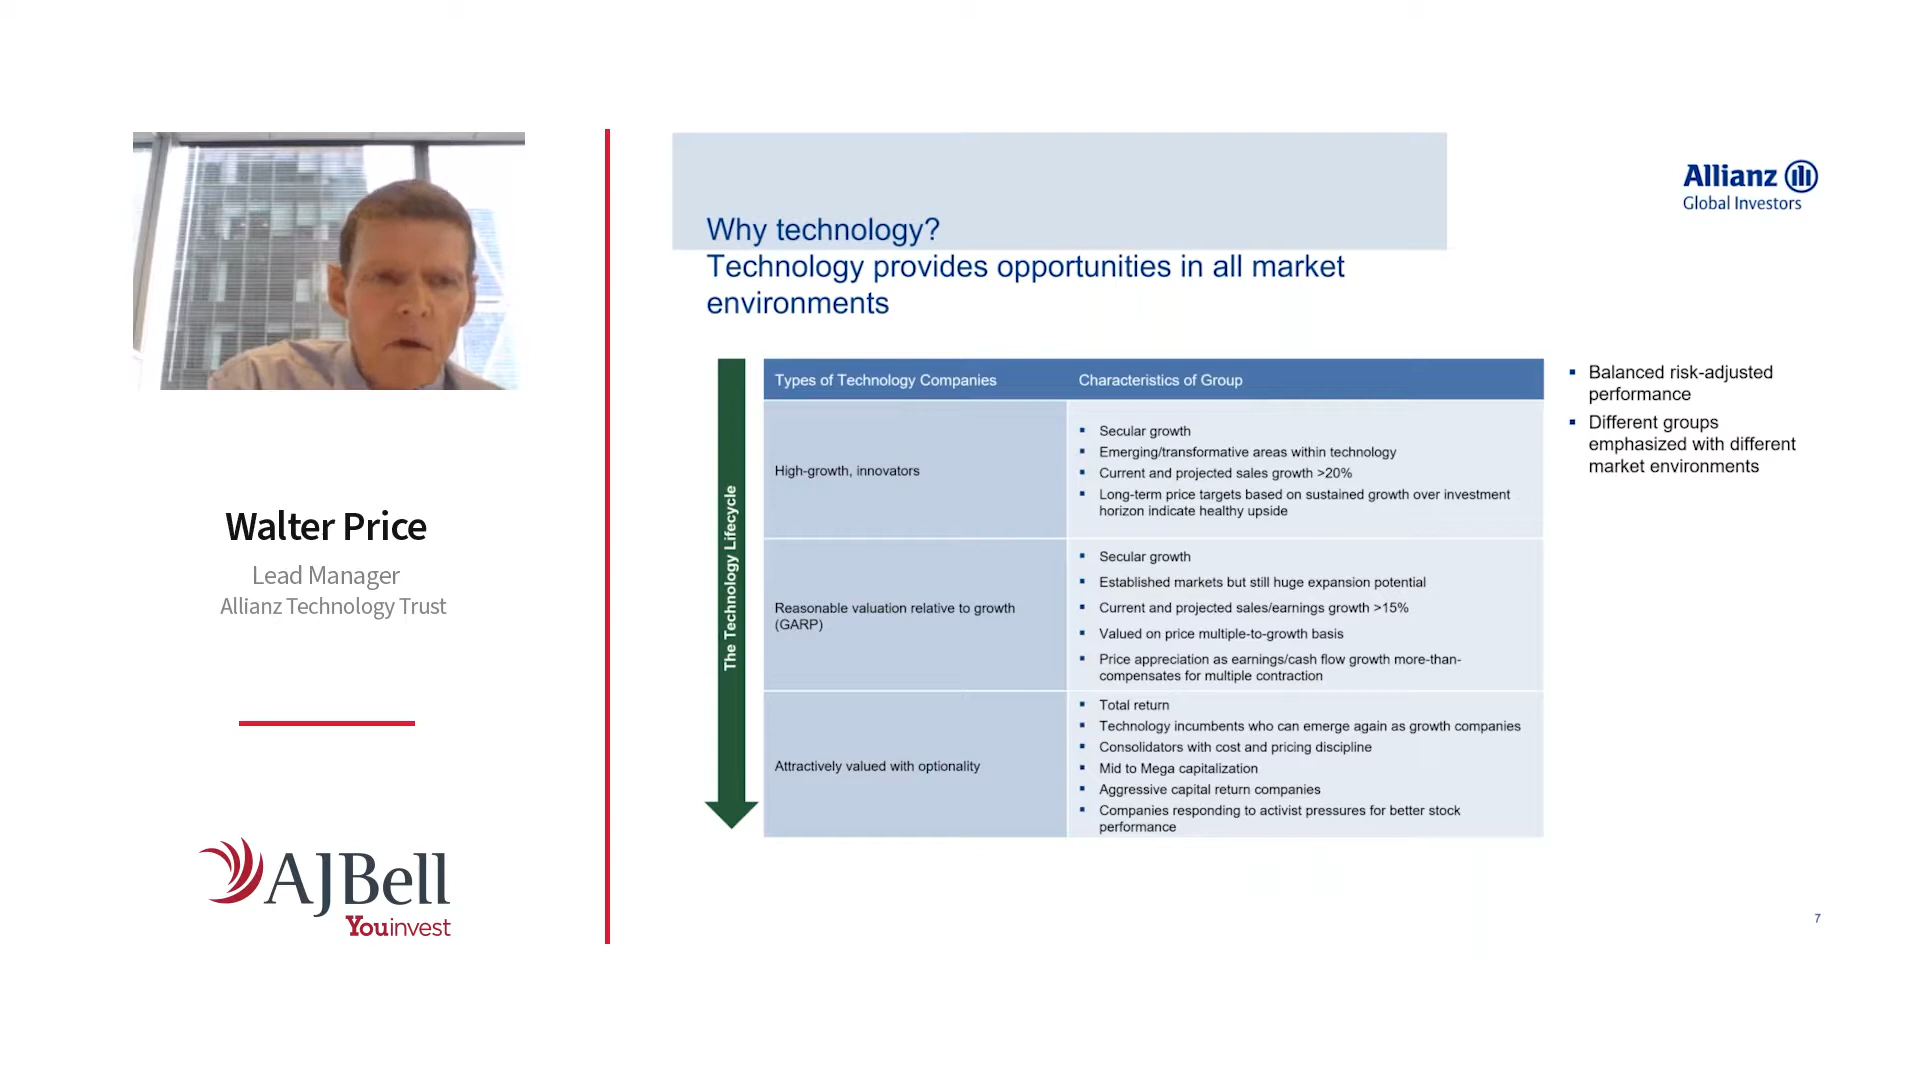 Walter Price
Lead Manager
Allianz Technology Trust
AJBell
Youinvest
Allianz
Global Investors
Why technology?
Technology provides opportunities in all market
environments
The Technology Lifecycle
Types of Technology Companies
Characteristics of Group
High-growth, innovators
Secular growth
Emerging/transformative areas within technology
Current and projected sales growth >20%
Long-term price targets based on sustained growth over investment
horizon indicate healthy upside
Reasonable valuation relative to growth
(GARP)
Secular growth
Established markets but still huge expansion potential
Current and projected sales/earnings growth >15%
Valued on price multiple-to-growth basis
Price appreciation as earnings/cash flow growth more-than-
compensates for multiple contraction
Attractively valued with optionality
Total return
Technology incumbents who can emerge again as growth companies
Consolidators with cost and pricing discipline
Mid to Mega capitalization
Aggressive capital return companies
Companies responding to activist pressures for better stock
performance
Balanced risk-adjusted
performance
Different groups
emphasized with different
market environments
7